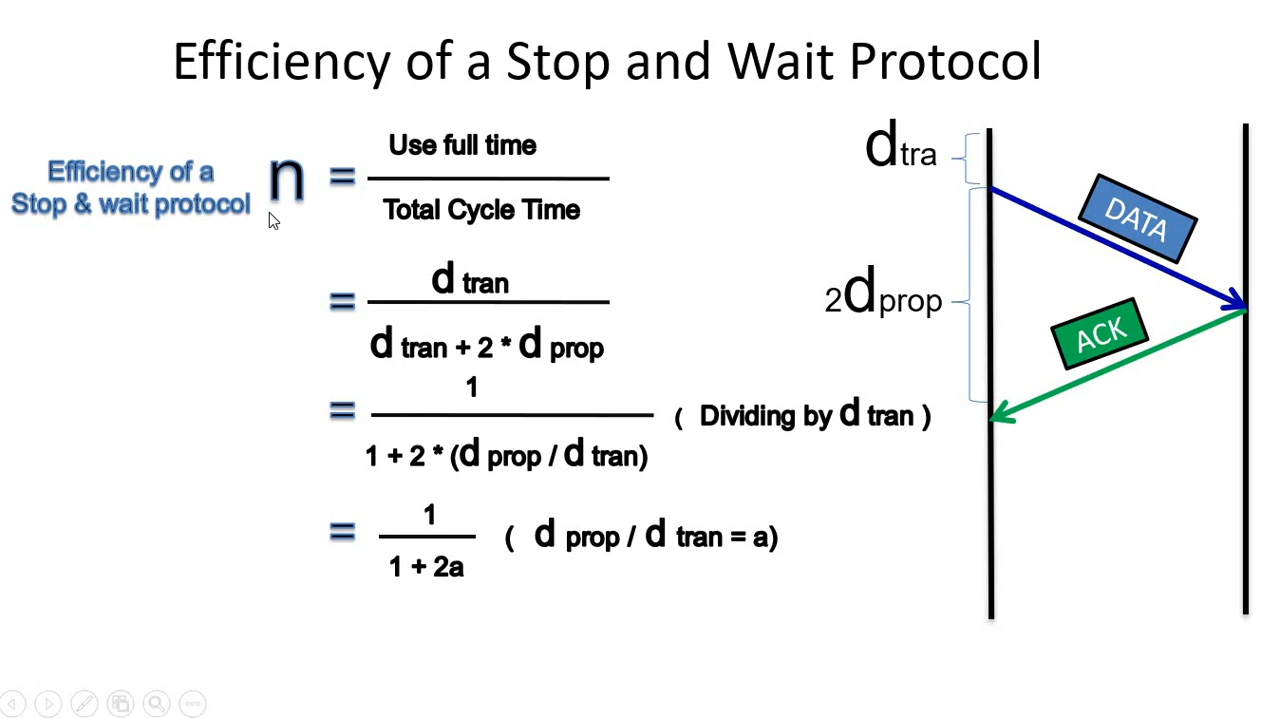 Efficiency of a Stop and Wait Protocol
Efficiency of a
Stop & wait protocol
n = Use full time
Total Cycle Time
= d tran
d tran + 2 * d prop
= 1
1 + 2 * (d prop / d tran)
( Dividing by d tran )
= 1
1 + 2a
( d prop / d tran = a)
dtra
2dprop
DATA
ACK